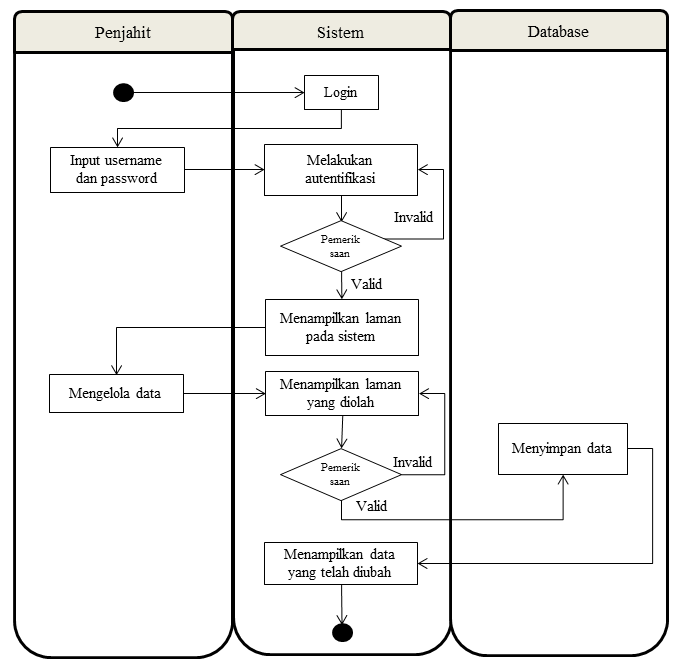 Penjahit
Sistem
Database
Login
Input username
dan password
Melakukan
autentifikasi
Invalid
Pemerik
saan
Valid
Menampilkan laman
pada sistem
Mengelola data
Menampilkan laman
yang diolah
Invalid
Pemerik
saan
Valid
Menyimpan data
Menampilkan data
yang telah diubah